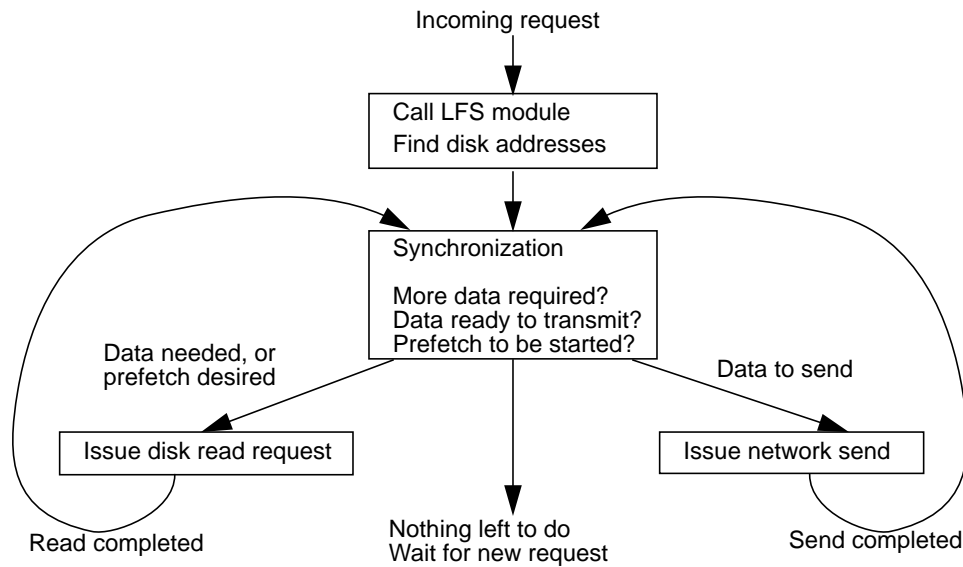 Incoming request
Call LFS module
Find disk addresses
Synchronization
More data required?
Data ready to transmit?
Prefetch to be started?
Data needed, or
prefetch desired
Data to send
Issue disk read request
Issue network send
Nothing left to do
Wait for new request
Read completed
Send completed